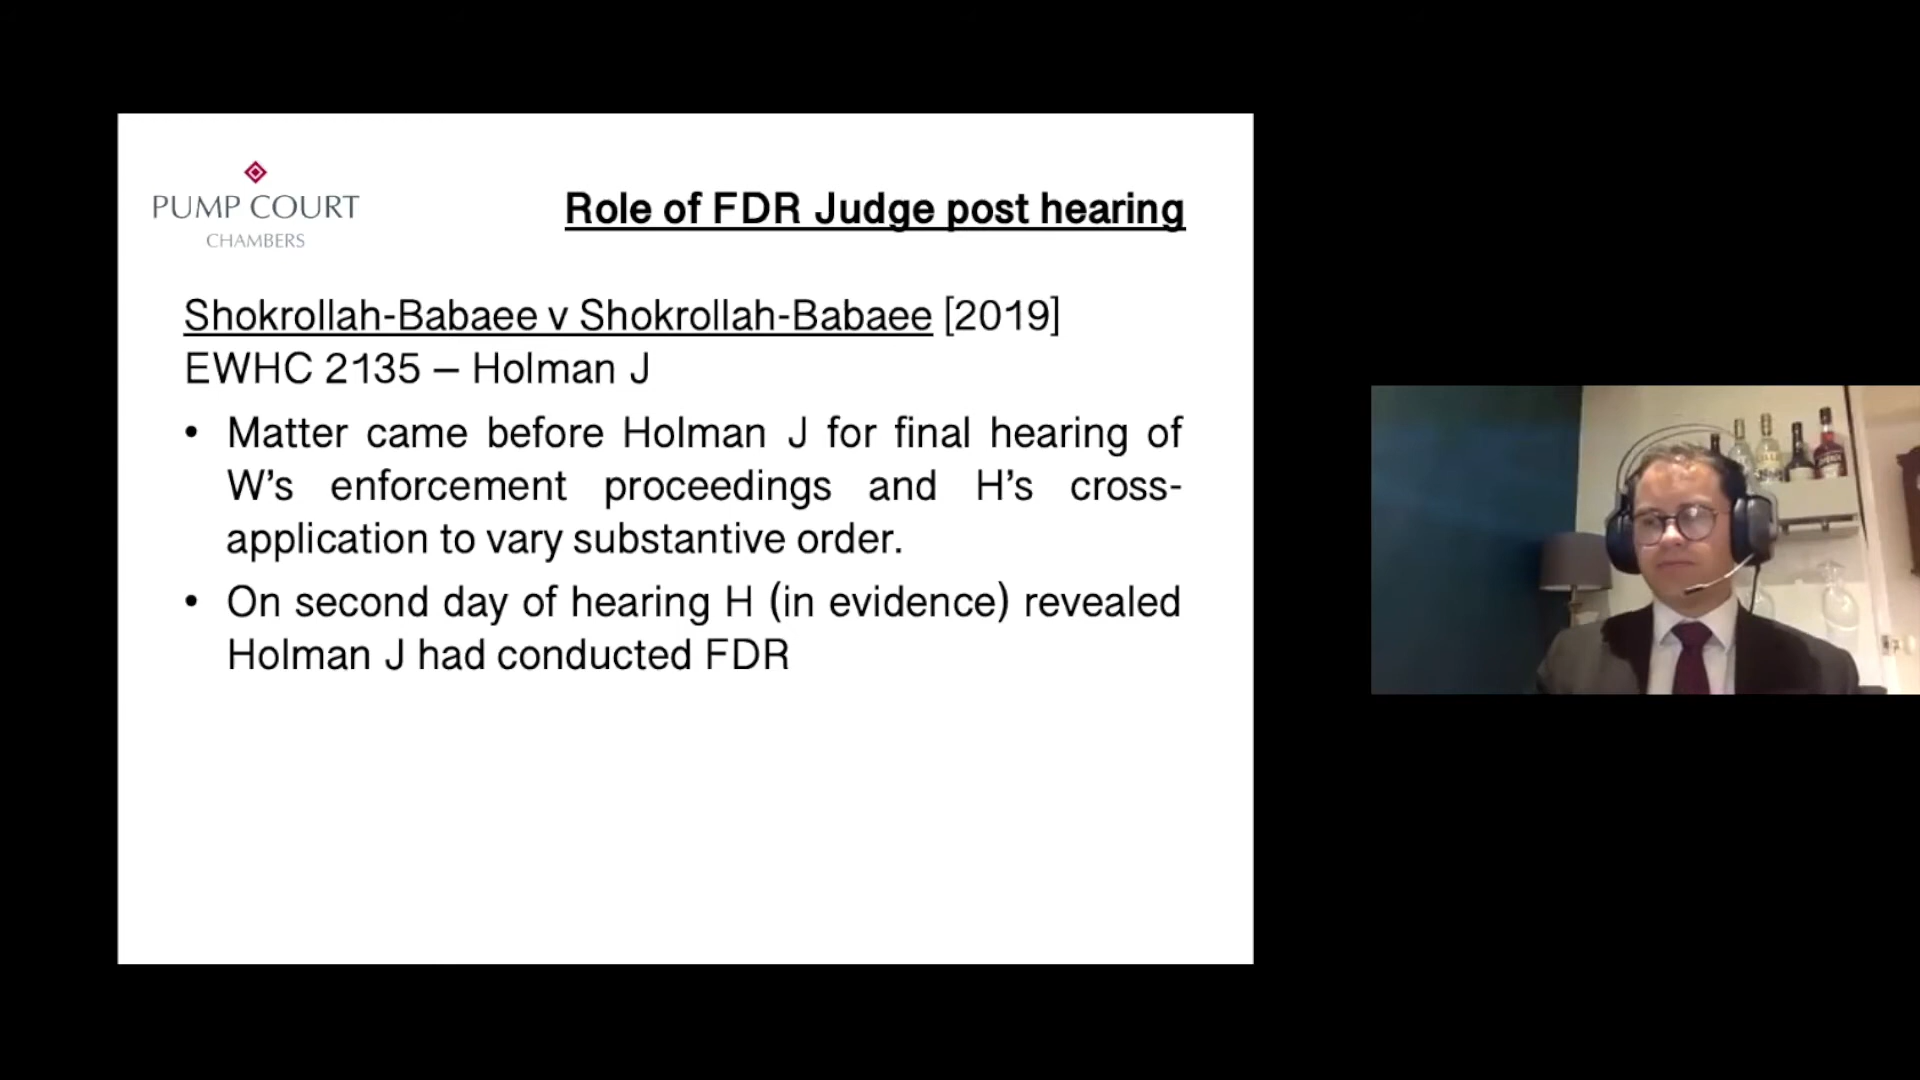 PUMP COURT
CHAMBERS
Role of FDR Judge post hearing
Shokrollah-Babaee v Shokrollah-Babaee [2019]
EWHC 2135 – Holman J
• Matter came before Holman J for final hearing of
W’s enforcement proceedings and H’s cross-
application to vary substantive order.
• On second day of hearing H (in evidence) revealed
Holman J had conducted FDR